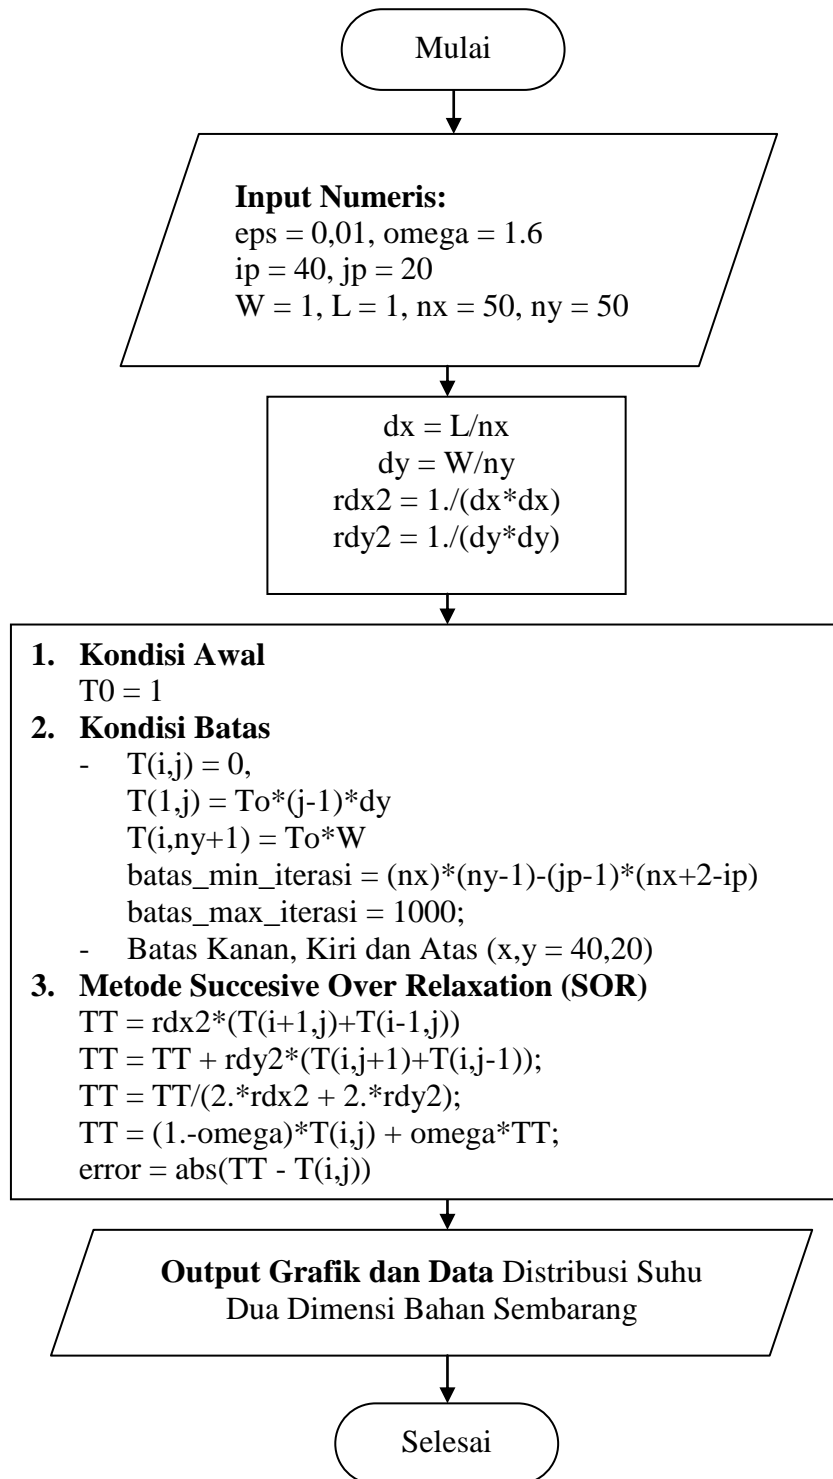 Mulai
Input Numeris:
eps = 0,01, omega = 1.6
ip = 40, jp = 20
W = 1, L = 1, nx = 50, ny = 50
dx = L/nx
dy = W/ny
rdx2 = 1./(dx*dx)
rdy2 = 1./(dy*dy)
1. Kondisi Awal
T0 = 1
2. Kondisi Batas
- T(i,j) = 0,
T(1,j) = To*(j-1)*dy
T(i,ny+1) = To*W
batas_min_iterasi = (nx)*(ny-1)-(jp-1)*(nx+2-ip)
batas_max_iterasi = 1000;
- Batas Kanan, Kiri dan Atas (x,y = 40,20)
3. Metode Succesive Over Relaxation (SOR)
TT = rdx2*(T(i+1,j)+T(i-1,j))
TT = TT + rdy2*(T(i,j+1)+T(i,j-1));
TT = TT/(2.*rdx2 + 2.*rdy2);
TT = (1.-omega)*T(i,j) + omega*TT;
error = abs(TT - T(i,j))
Output Grafik dan Data Distribusi Suhu
Dua Dimensi Bahan Sembarang
Selesai